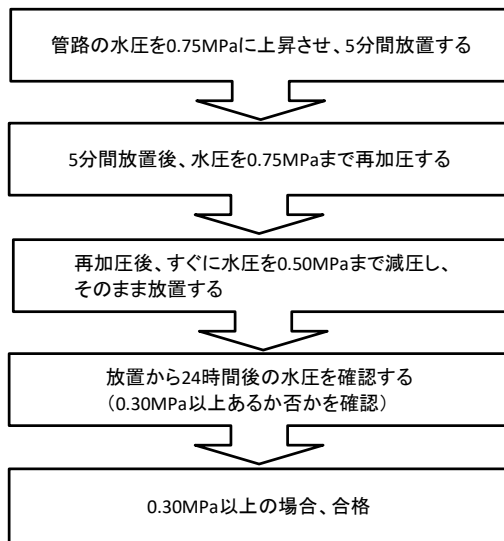 管路の水圧を0.75MPaに上昇させ、5分間放置する
5分間放置後、水圧を0.75MPaまで再加圧する
再加圧後、すぐに水圧を0.50MPaまで減圧し、
そのまま放置する
放置から24時間後の水圧を確認する
（0.30MPa以上あるか否かを確認）
0.30MPa以上の場合、合格